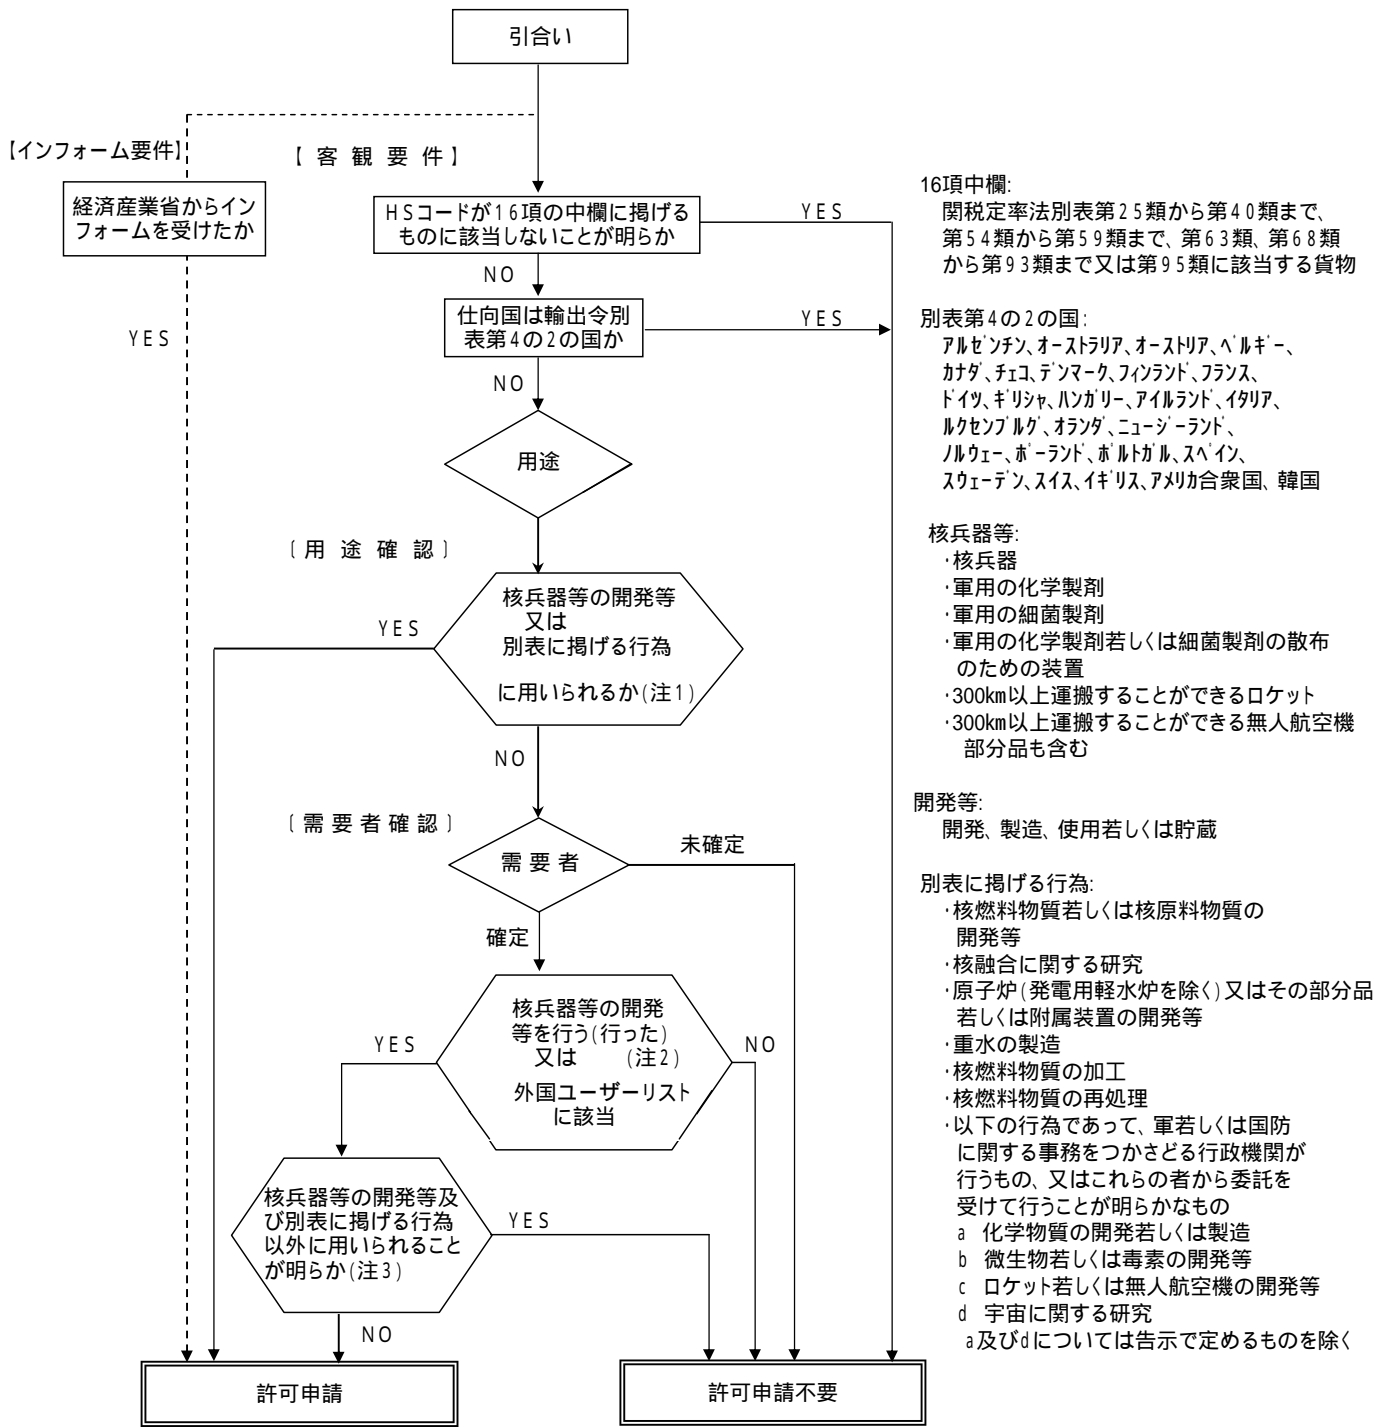 引合い
【インフォーム要件】
【客観要件】
経済産業省からイン
フォームを受けたか
YES
HSコードが16項の中欄に掲げる
ものに該当しないことが明らか
YES
NO
仕向国は輸出令別
表第4の2の国か
YES
NO
用途
〔用途確認〕
核兵器等の開発等
又は
別表に掲げる行為
に用いられるか(注1)
YES
NO
〔需要者確認〕
需要者
未確定
確定
核兵器等の開発
等を行う(行った)
又は (注2)
外国ユーザーリスト
に該当
YES
NO
核兵器等の開発等及
び別表に掲げる行為
以外に用いられること
が明らか(注3)
YES
NO
許可申請
許可申請不要
16項中欄:
関税定率法別表第25類から第40類まで、
第54類から第59類まで、第63類、第68類
から第93類まで又は第95類に該当する貨物
別表第4の2の国:
ｱﾙｾﾞﾝﾁﾝ、ｵｰｽﾄﾗﾘｱ、ｵｰｽﾄﾘｱ、ﾍﾞﾙｷﾞｰ、
ｶﾅﾀﾞ、ﾁｪｺ、ﾃﾞﾝﾏｰｸ、ﾌｨﾝﾗﾝﾄﾞ、ﾌﾗﾝｽ、
ﾄﾞｲﾂ、ｷﾞﾘｼｬ、ﾊﾝｶﾞﾘｰ、ｱｲﾙﾗﾝﾄﾞ、ｲﾀﾘｱ、
ﾙｸｾﾝﾌﾞﾙｸﾞ、ｵﾗﾝﾀﾞ、ﾆｭｰｼﾞｰﾗﾝﾄﾞ、
ﾉﾙｳｪｰ、ﾎﾟｰﾗﾝﾄﾞ、ﾎﾟﾙﾄｶﾞﾙ、ｽﾍﾟｲﾝ、
ｽｳｪｰﾃﾞﾝ、ｽｲｽ、ｲｷﾞﾘｽ、ｱﾒﾘｶ合衆国、韓国
核兵器等:
・核兵器
・軍用の化学製剤
・軍用の細菌製剤
・軍用の化学製剤若しくは細菌製剤の散布
のための装置
・300km以上運搬することができるロケット
・300km以上運搬することができる無人航空機
部分品も含む
開発等:
開発、製造、使用若しくは貯蔵
別表に掲げる行為:
・核燃料物質若しくは核原料物質の
開発等
・核融合に関する研究
・原子炉(発電用軽水炉を除く)又はその部分品
若しくは附属装置の開発等
・重水の製造
・核燃料物質の加工
・核燃料物質の再処理
・以下の行為であって、軍若しくは国防
に関する事務をつかさどる行政機関が
行うもの、又はこれらの者から委託を
受けて行うことが明らかなもの
a 化学物質の開発若しくは製造
b 微生物若しくは毒素の開発等
c ロケット若しくは無人航空機の開発等
d 宇宙に関する研究
a及びdについては告示で定めるものを除く